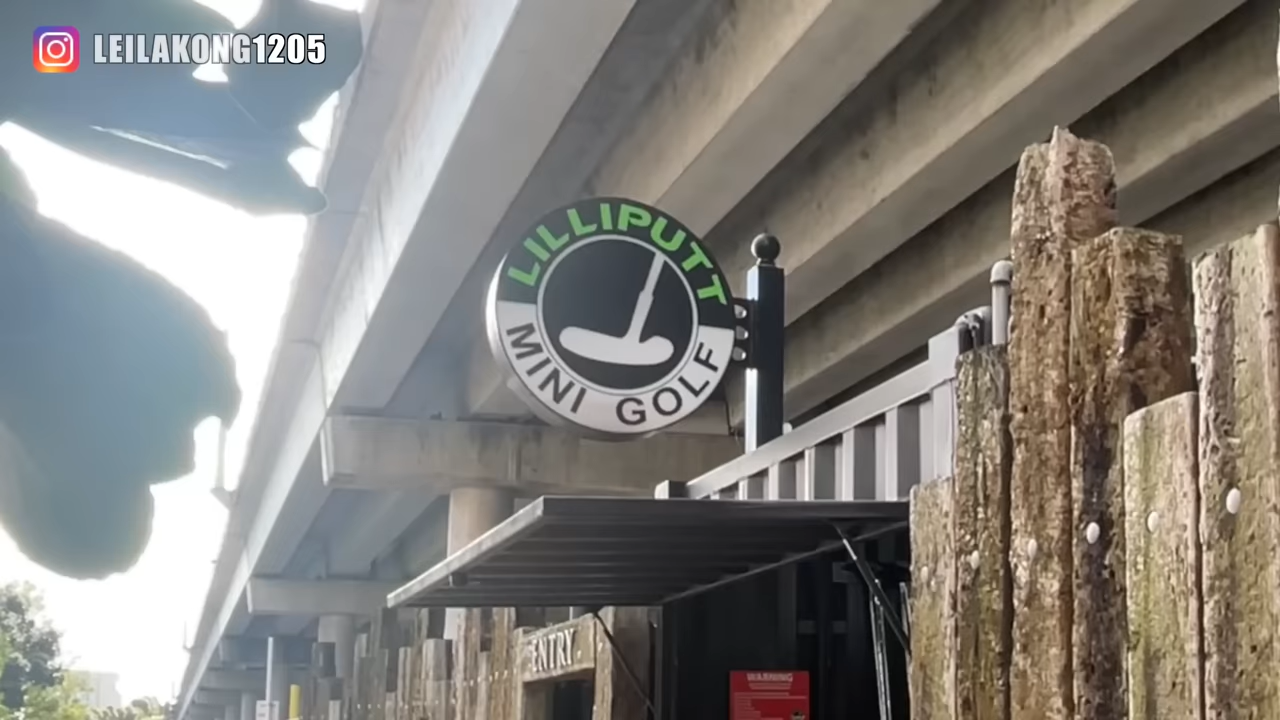 LEILAKONG1205
LILLIPUTT
MINI GOLF
ENTRY
WARNING